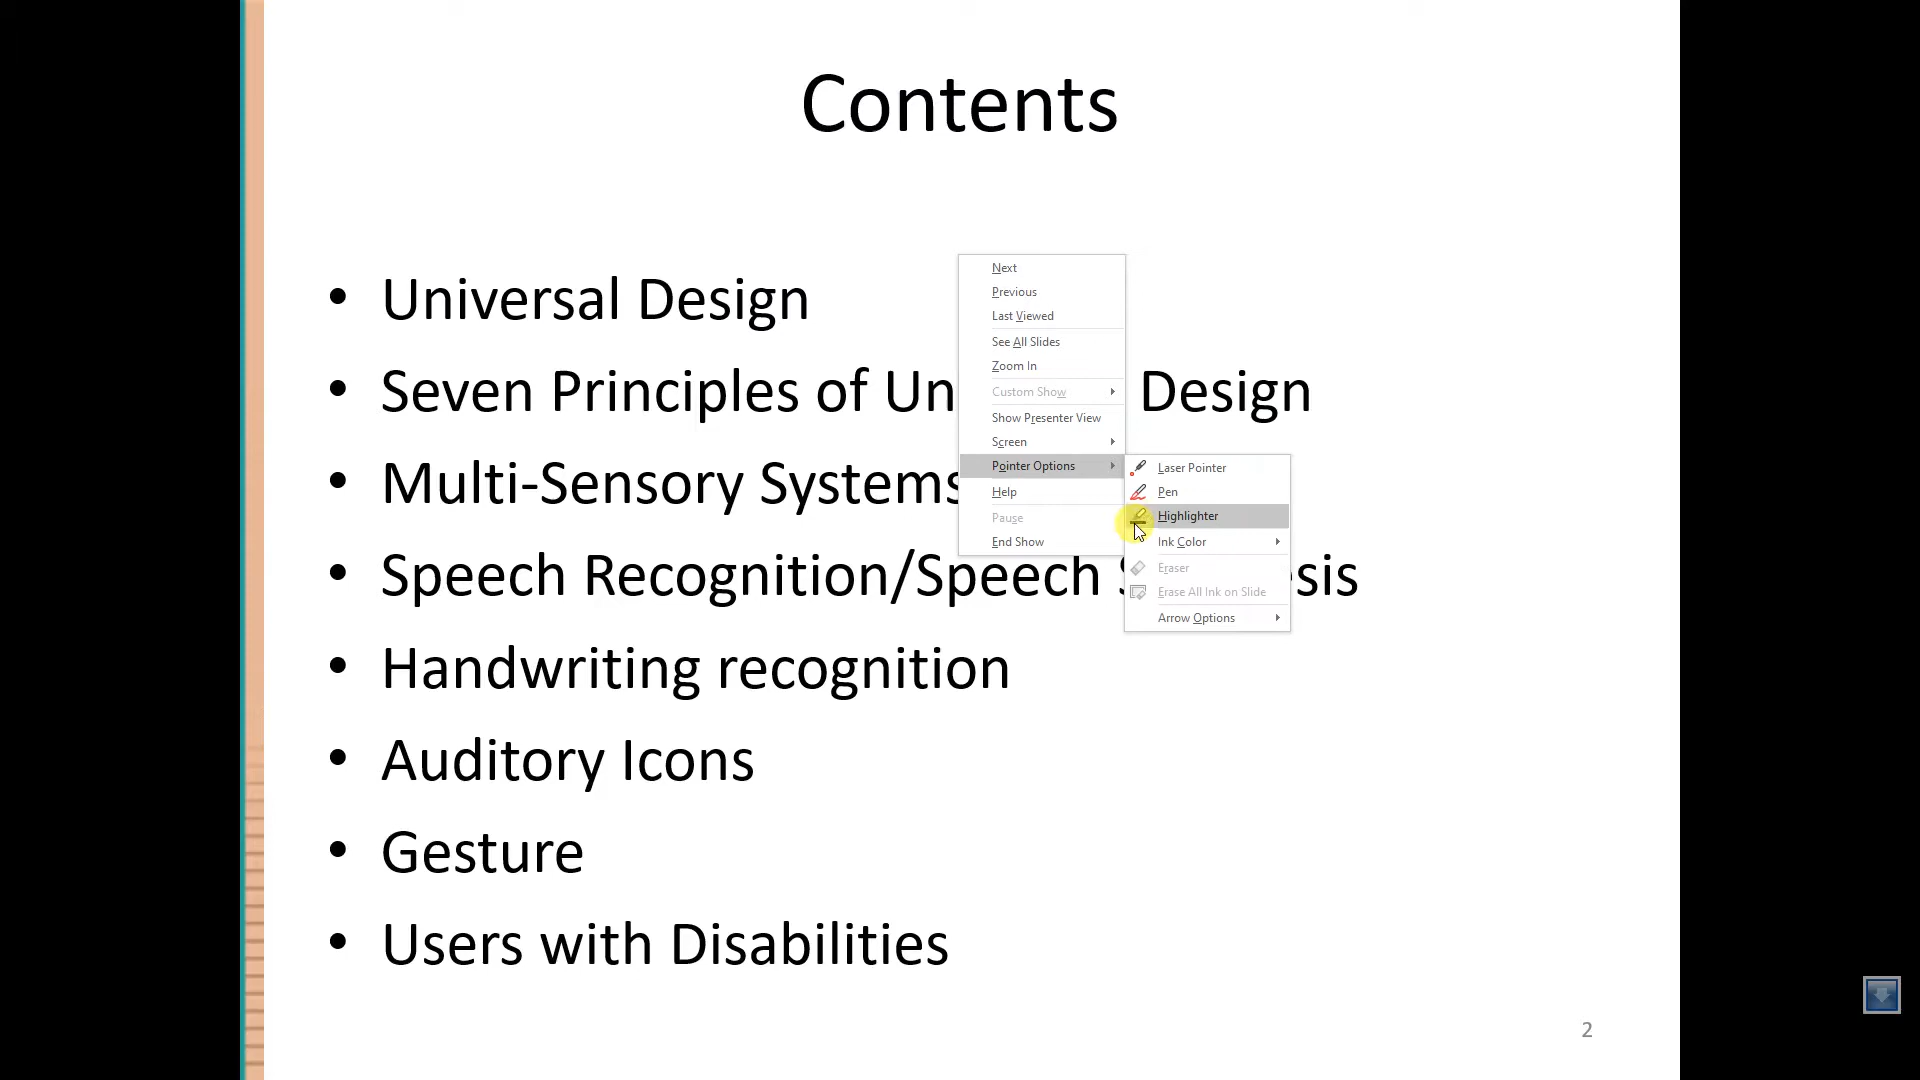 Contents
• Universal Design
• Seven Principles of Un Design
• Multi-Sensory Systems
• Speech Recognition/Speech S sis
• Handwriting recognition
• Auditory Icons
• Gesture
• Users with Disabilities
Next
Previous
Last Viewed
See All Slides
Zoom In
Custom Show
Show Presenter View
Screen
Pointer Options
Help
Pause
End Show
Laser Pointer
Pen
Highlighter
Ink Color
Eraser
Erase All Ink on Slide
Arrow Options
2